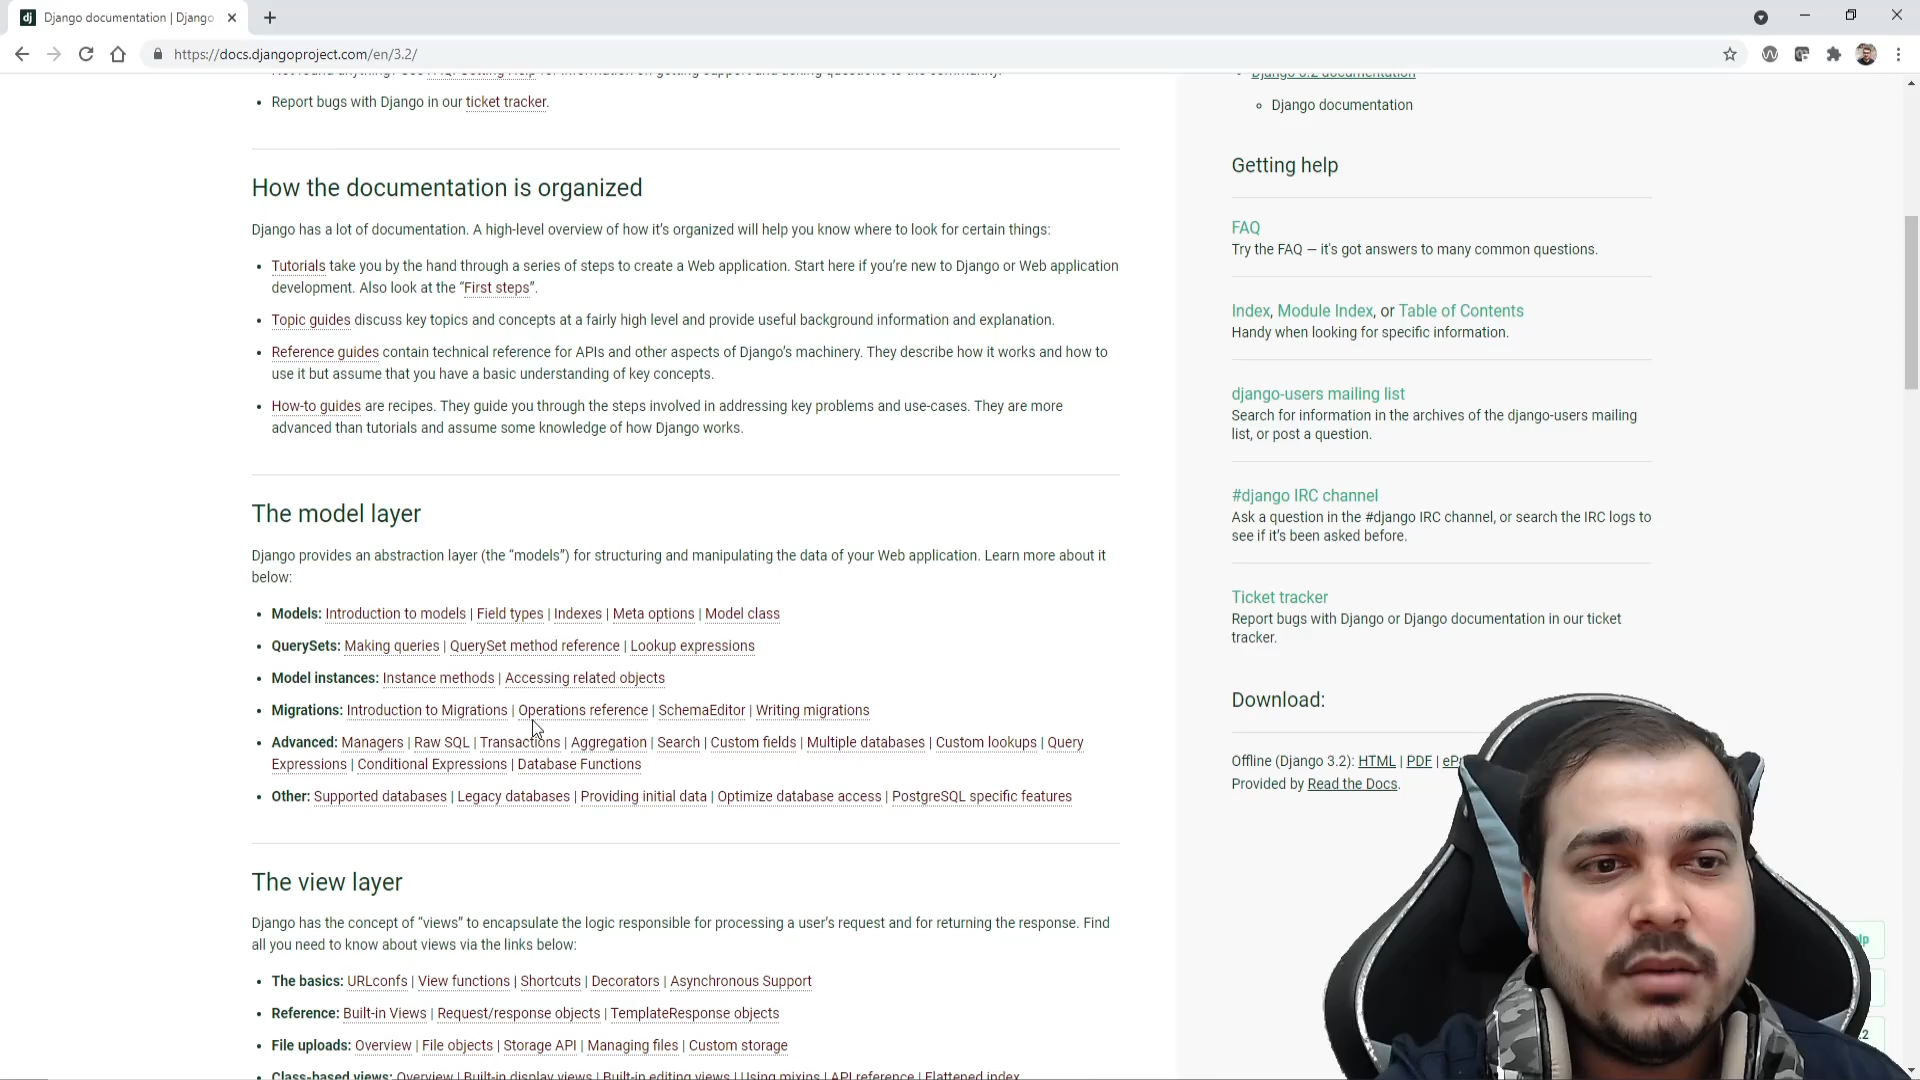 Django documentation | Django
https://docs.djangoproject.com/en/3.2/
Report bugs with Django in our ticket tracker.
How the documentation is organized
Django has a lot of documentation. A high-level overview of how it's organized will help you know where to look for certain things:
Tutorials take you by the hand through a series of steps to create a Web application. Start here if you're new to Django or Web application
development. Also look at the “First steps”.
Topic guides discuss key topics and concepts at a fairly high level and provide useful background information and explanation.
Reference guides contain technical reference for APIs and other aspects of Django's machinery. They describe how it works and how to
use it but assume that you have a basic understanding of key concepts.
How-to guides are recipes. They guide you through the steps involved in addressing key problems and use-cases. They are more
advanced than tutorials and assume some knowledge of how Django works.
The model layer
Django provides an abstraction layer (the “models”) for structuring and manipulating the data of your Web application. Learn more about it
below:
Models: Introduction to models | Field types | Indexes | Meta options | Model class
QuerySets: Making queries | QuerySet method reference | Lookup expressions
Model instances: Instance methods | Accessing related objects
Migrations: Introduction to Migrations | Operations reference | SchemaEditor | Writing migrations
Advanced: Managers | Raw SQL | Transactions | Aggregation | Search | Custom fields | Multiple databases | Custom lookups | Query
Expressions | Conditional Expressions | Database Functions
Other: Supported databases | Legacy databases | Providing initial data | Optimize database access | PostgreSQL specific features
The view layer
Django has the concept of “views” to encapsulate the logic responsible for processing a user's request and for returning the response. Find
all you need to know about views via the links below:
The basics: URLconfs | View functions | Shortcuts | Decorators | Asynchronous Support
Reference: Built-in Views | Request/response objects | TemplateResponse objects
File uploads: Overview | File objects | Storage API | Managing files | Custom storage
Class-based views: Overview | Built-in display views | Built-in editing views | Using mixins | API reference | Flattened index
Django 3.2 documentation
Django documentation
Getting help
FAQ
Try the FAQ — it's got answers to many common questions.
Index, Module Index, or Table of Contents
Handy when looking for specific information.
django-users mailing list
Search for information in the archives of the django-users mailing
list, or post a question.
#django IRC channel
Ask a question in the #django IRC channel, or search the IRC logs to
see if it's been asked before.
Ticket tracker
Report bugs with Django or Django documentation in our ticket
tracker.
Download:
Offline (Django 3.2): HTML | PDF |
Provided by Read the Docs.